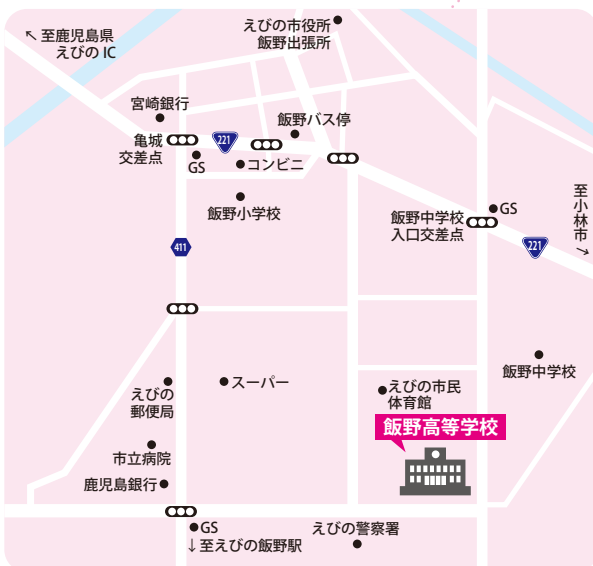 えびの市役所
飯野出張所
↖ 至鹿児島県
えびの IC
宮崎銀行
飯野バス停
亀城
交差点
221
GS
コンビニ
飯野小学校
飯野中学校
入口交差点
GS
至小林市→
221
411
飯野中学校
えびの
郵便局
スーパー
えびの市民
体育館
飯野高等学校
市立病院
鹿児島銀行
GS
↓至えびの飯野駅
えびの警察署